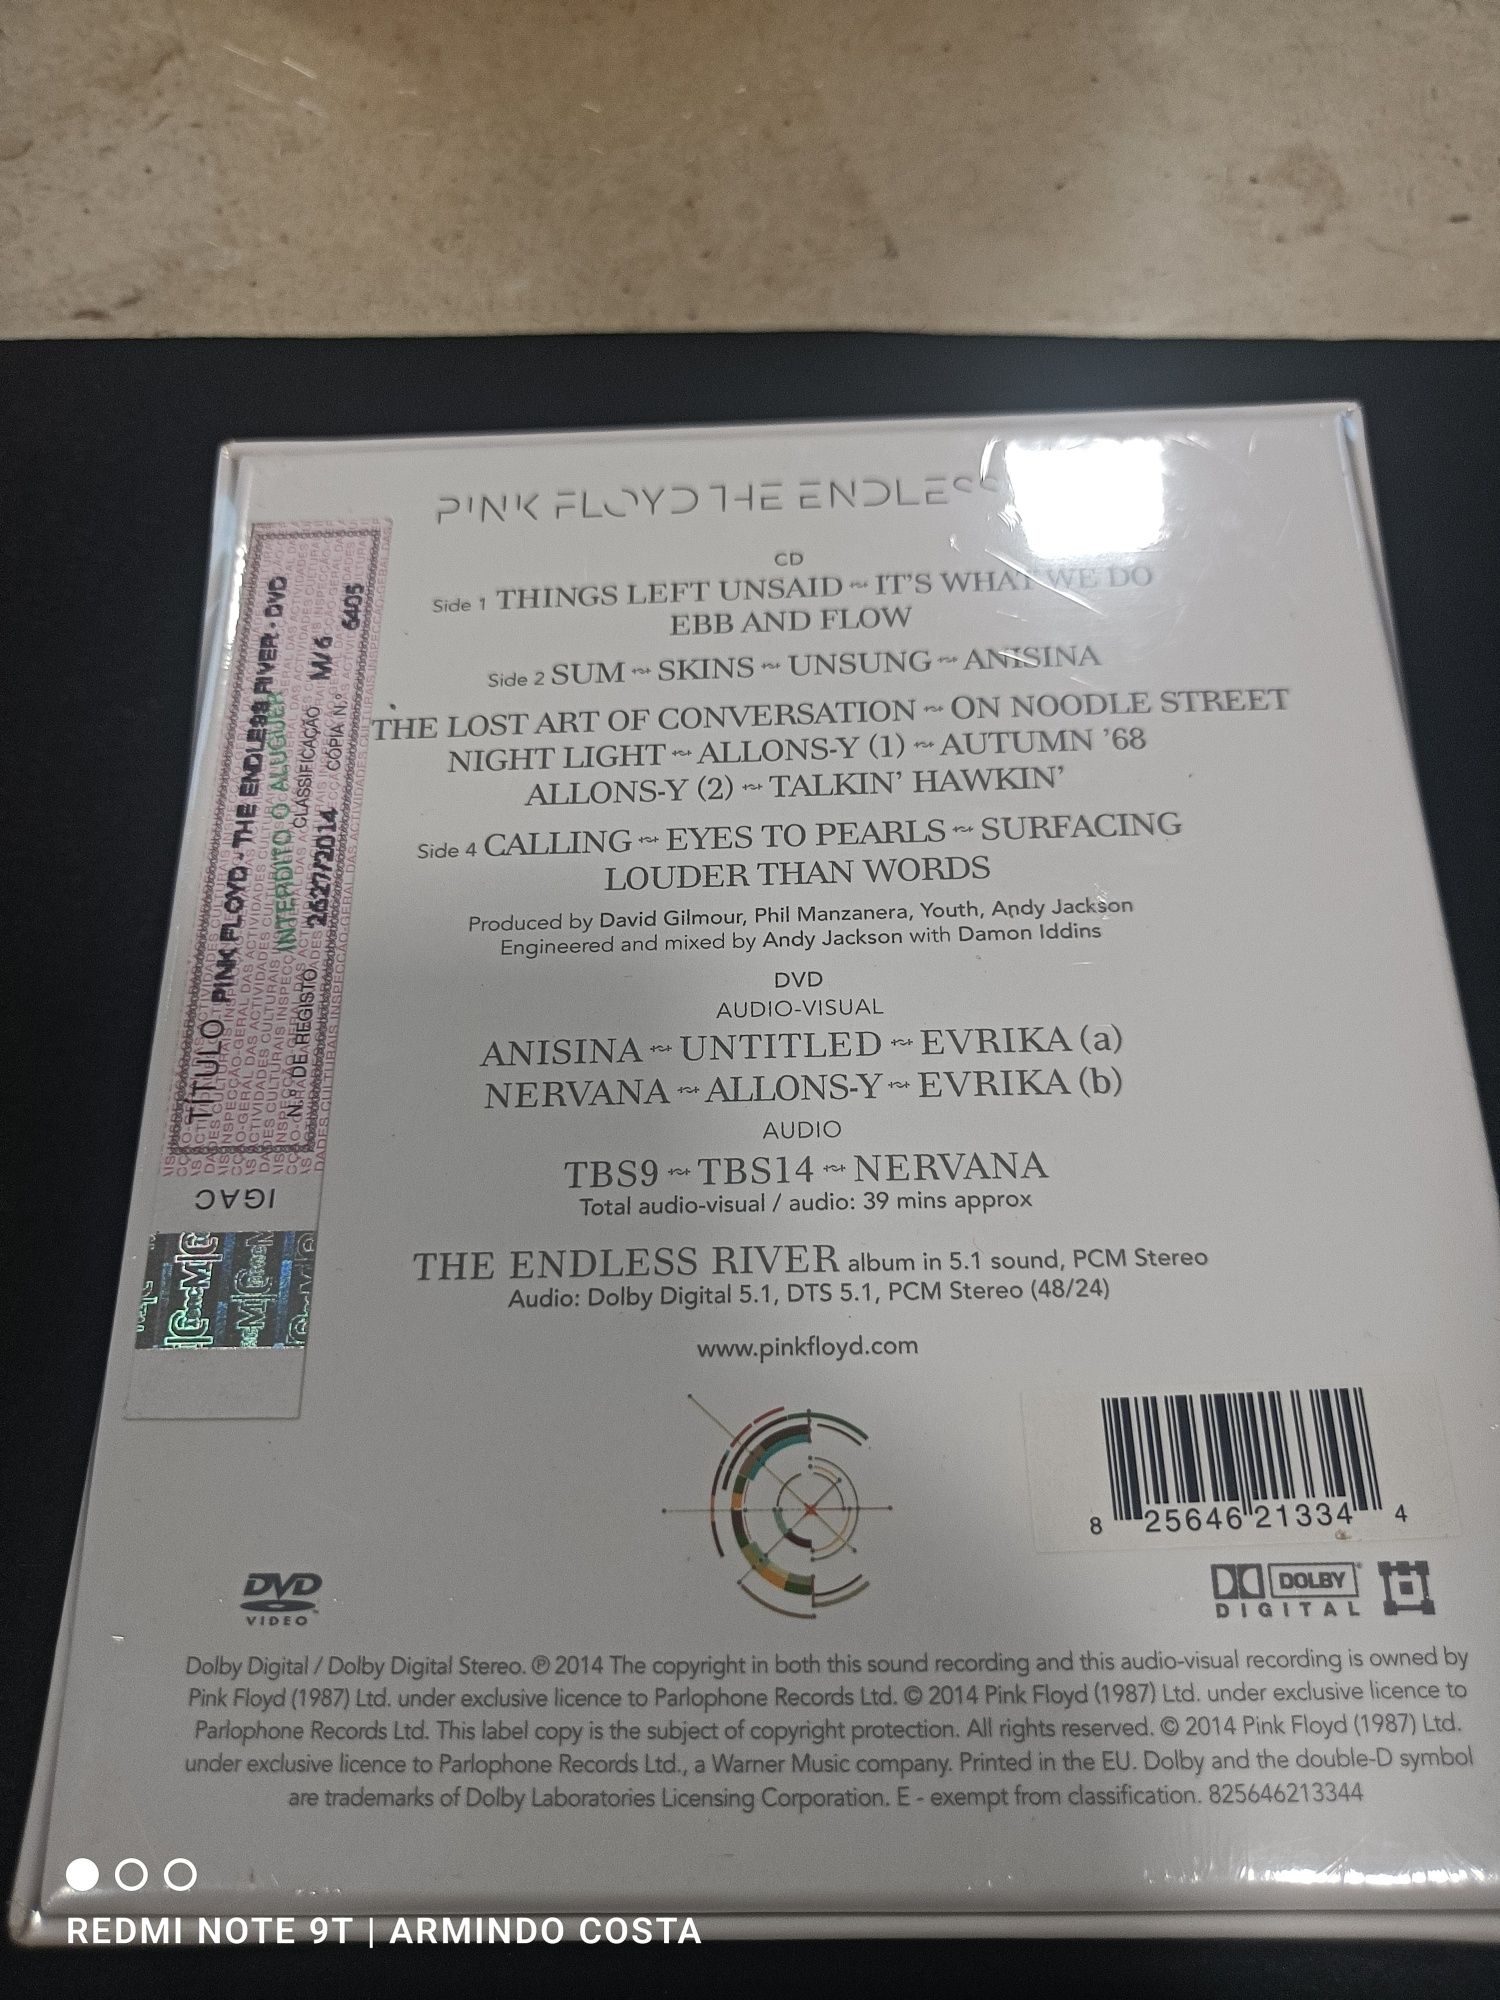 PINK FLOYD THE ENDLESS
CD
Side 1 THINGS LEFT UNSAID ~ IT'S WHAT WE DO
EBB AND FLOW
Side 2 SUM ~ SKINS ~ UNSUNG ~ ANISINA
THE LOST ART OF CONVERSATION ~ ON NOODLE STREET
NIGHT LIGHT ~ ALLONS-Y (1) ~ AUTUMN '68
ALLONS-Y (2) ~ TALKIN' HAWKIN'
Side 4 CALLING ~ EYES TO PEARLS ~ SURFACING
LOUDER THAN WORDS
Produced by David Gilmour, Phil Manzanera, Youth, Andy Jackson
Engineered and mixed by Andy Jackson with Damon Iddins
DVD
AUDIO-VISUAL
ANISINA ~ UNTITLED ~ EVRIKA (a)
NERVANA ~ ALLONS-Y ~ EVRIKA (b)
AUDIO
TBS9 ~ TBS14 ~ NERVANA
Total audio-visual / audio: 39 mins approx
THE ENDLESS RIVER album in 5.1 sound, PCM Stereo
Audio: Dolby Digital 5.1, DTS 5.1, PCM Stereo (48/24)
www.pinkfloyd.com
TÍTULO PINK FLOYD - THE ENDLESS RIVER - DVD
INTERDITO O ALUGUER
N.º DE REGISTO 2627/2014 CLASSIFICAÇÃO M/6
CÓPIA N.º 6405
IGAC
8 25646 21334 4
DVD
VIDEO
DOLBY
DIGITAL
Dolby Digital / Dolby Digital Stereo. ℗ 2014 The copyright in both this sound recording and this audio-visual recording is owned by
Pink Floyd (1987) Ltd. under exclusive licence to Parlophone Records Ltd. © 2014 Pink Floyd (1987) Ltd. under exclusive licence to
Parlophone Records Ltd. This label copy is the subject of copyright protection. All rights reserved. © 2014 Pink Floyd (1987) Ltd.
under exclusive licence to Parlophone Records Ltd., a Warner Music company. Printed in the EU. Dolby and the double-D symbol
are trademarks of Dolby Laboratories Licensing Corporation. E - exempt from classification. 825646213344
REDMI NOTE 9T | ARMINDO COSTA